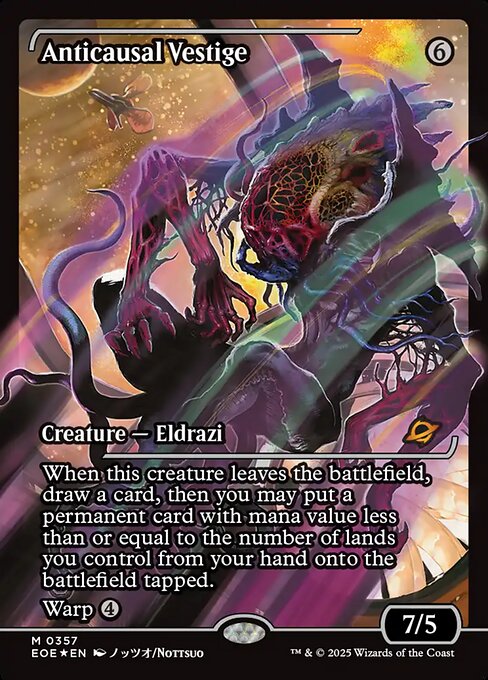 Anticausal Vestige 6
Creature — Eldrazi
When this creature leaves the battlefield,
draw a card, then you may put a
permanent card with mana value less
than or equal to the number of lands
you control from your hand onto the
battlefield tapped.
Warp 4
7/5
M 0357
EOE★EN ノッツオ/Nottsuo
™ & © 2025 Wizards of the Coast